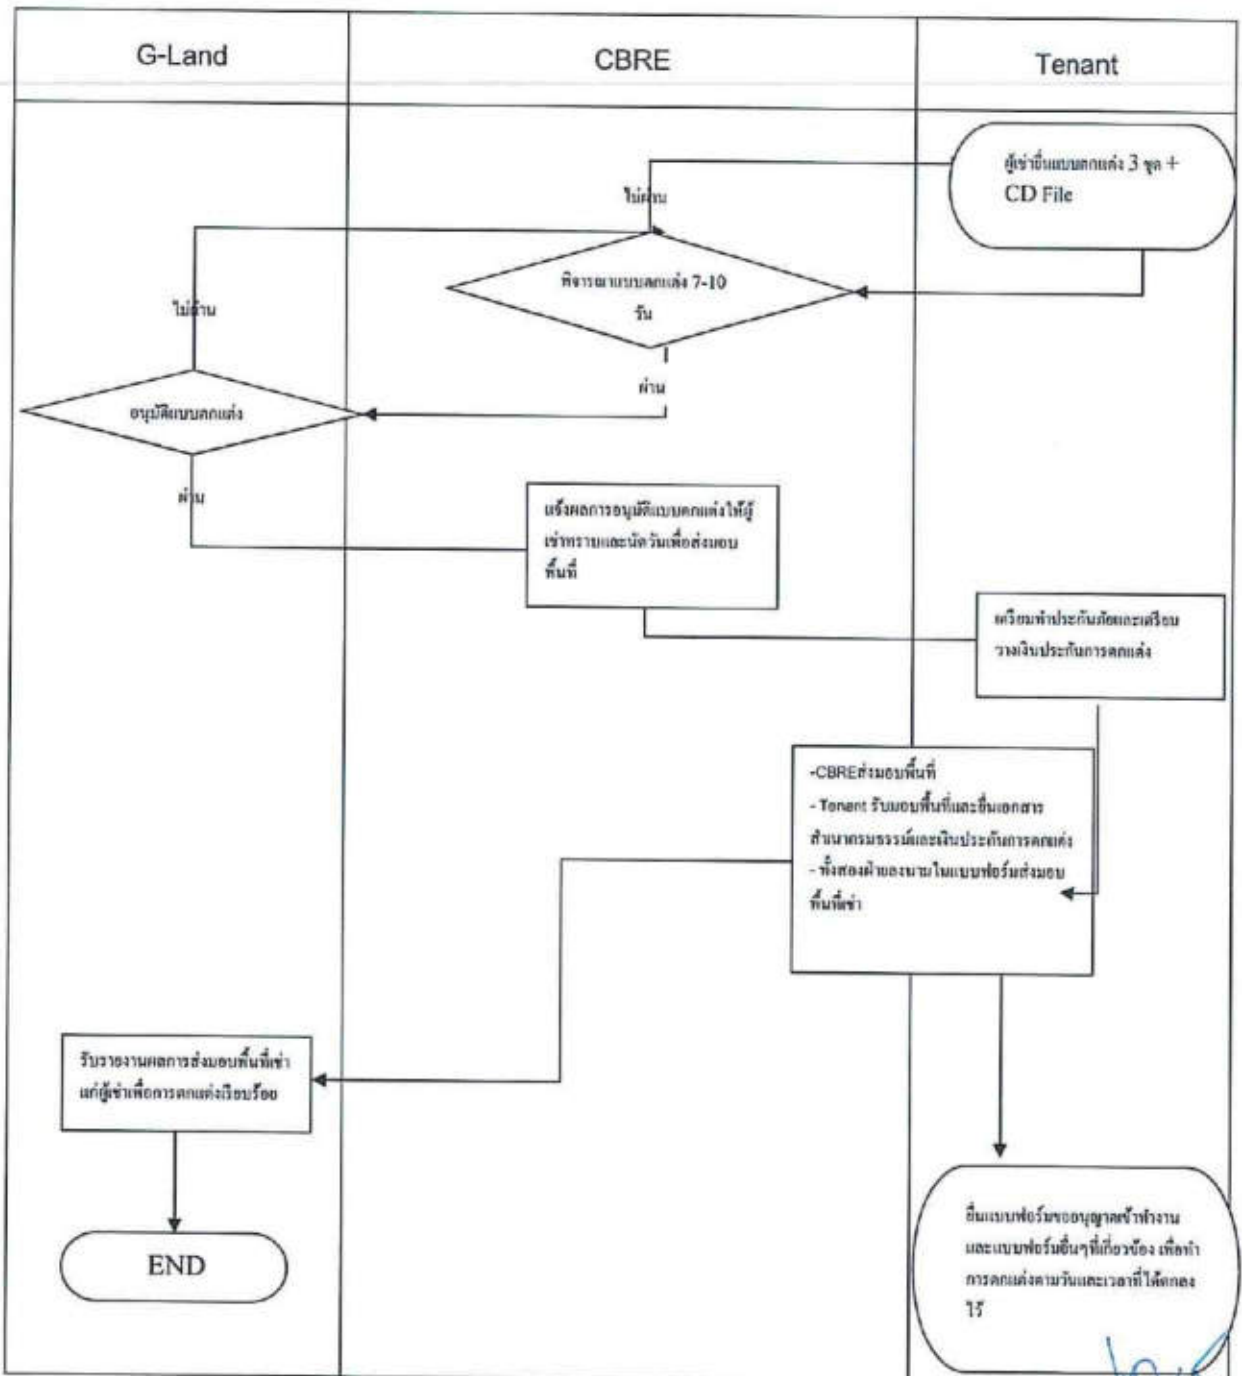 G-Land
CBRE
Tenant
ผู้เช่ายื่นแบบตกแต่ง 3 ชุด +
CD File
ไม่ผ่าน
พิจารณาแบบตกแต่ง 7-10
วัน
ไม่ผ่าน
ผ่าน
อนุมัติแบบตกแต่ง
ผ่าน
แจ้งผลการอนุมัติแบบตกแต่งให้ผู้
เช่าทราบและนัดวันเพื่อส่งมอบ
พื้นที่
เตรียมทำประกันภัยและเตรียม
วางเงินประกันการตกแต่ง
-CBREส่งมอบพื้นที่
- Tenant รับมอบพื้นที่และยื่นเอกสาร
สำเนากรมธรรม์และเงินประกันการตกแต่ง
- ทั้งสองฝ่ายลงนามในแบบฟอร์มส่งมอบ
พื้นที่เช่า
รับรายงานผลการส่งมอบพื้นที่เช่า
แก่ผู้เช่าเพื่อการตกแต่งเรียบร้อย
END
ยื่นแบบฟอร์มขออนุญาตเข้าทำงาน
และแบบฟอร์มอื่นๆที่เกี่ยวข้อง เพื่อทำ
การตกแต่งตามวันและเวลาที่ได้ตกลง
ไว้